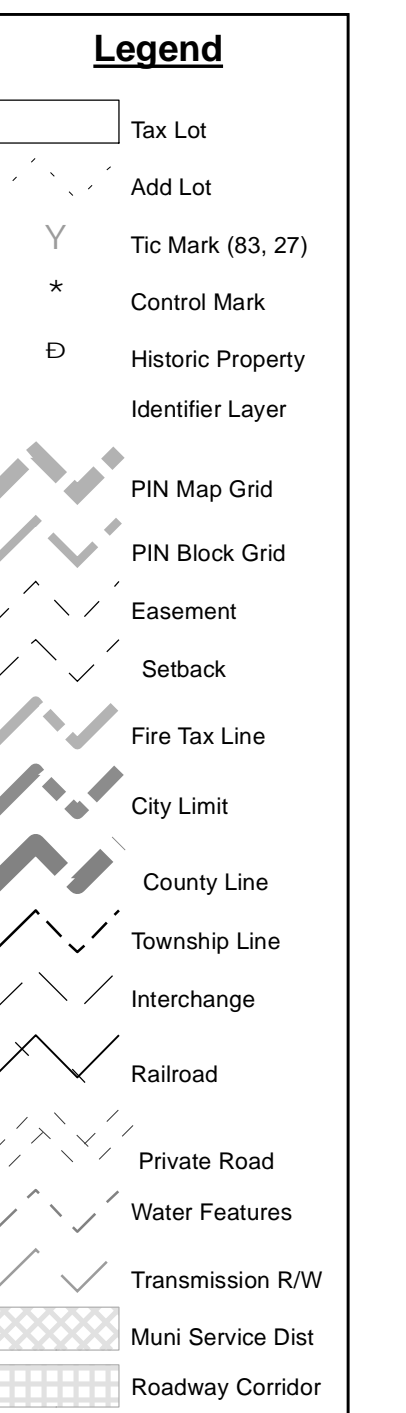 Legend
Tax Lot
Add Lot
Y Tic Mark (83, 27)
* Control Mark
Ð Historic Property
Identifier Layer
PIN Map Grid
PIN Block Grid
Easement
Setback
Fire Tax Line
City Limit
County Line
Township Line
Interchange
Railroad
Private Road
Water Features
Transmission R/W
Muni Service Dist
Roadway Corridor